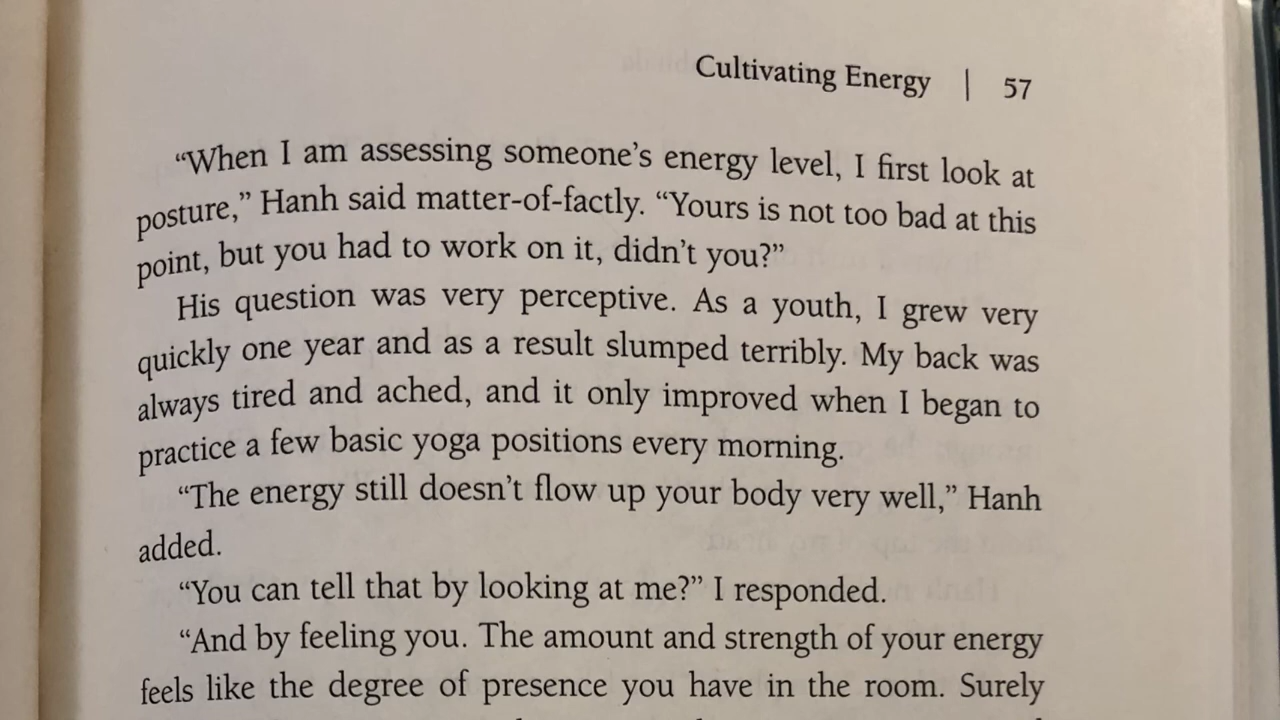 Cultivating Energy | 57
“When I am assessing someone’s energy level, I first look at
posture,” Hanh said matter-of-factly. “Yours is not too bad at this
point, but you had to work on it, didn’t you?”
His question was very perceptive. As a youth, I grew very
quickly one year and as a result slumped terribly. My back was
always tired and ached, and it only improved when I began to
practice a few basic yoga positions every morning.
“The energy still doesn’t flow up your body very well,” Hanh
added.
“You can tell that by looking at me?” I responded.
“And by feeling you. The amount and strength of your energy
feels like the degree of presence you have in the room. Surely